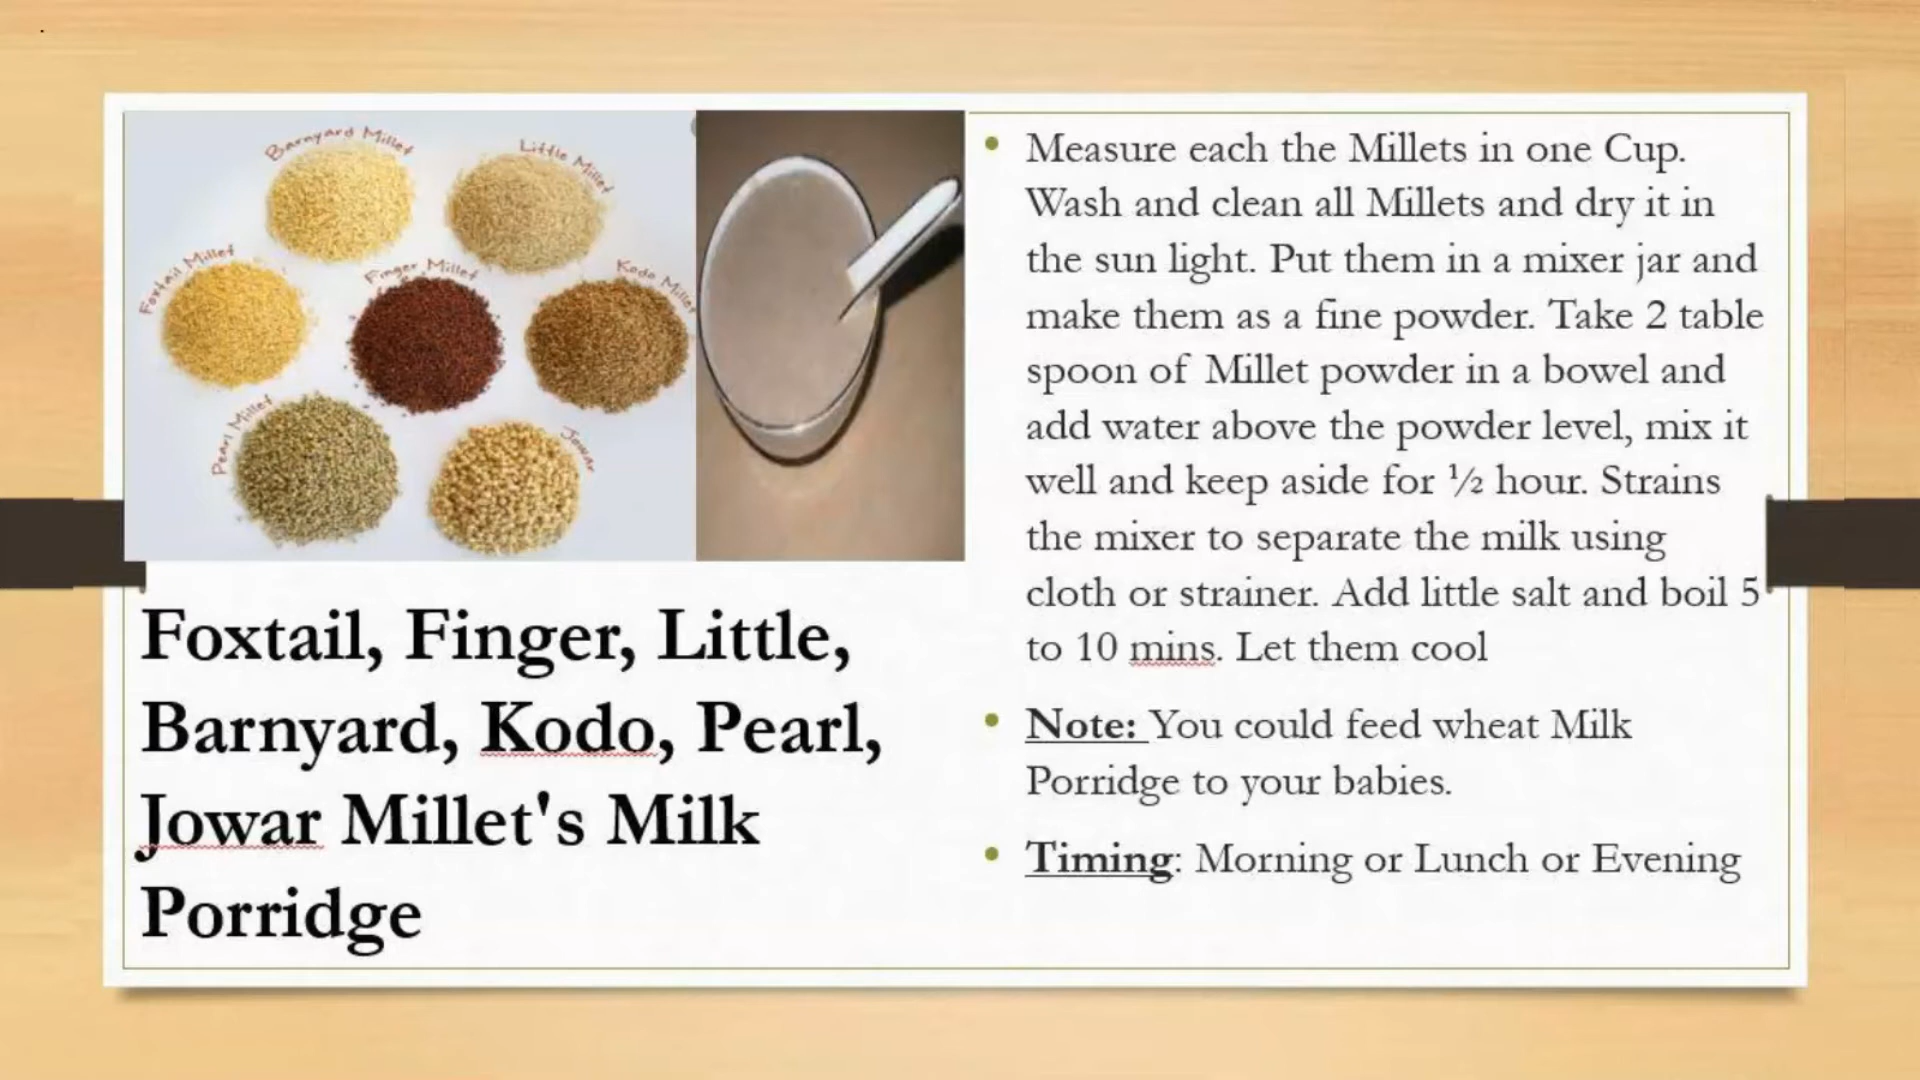 Barnyard Millet
Little Millet
Foxtail Millet
Finger Millet
Kodo Millet
Pearl Millet
Jowar
Foxtail, Finger, Little,
Barnyard, Kodo, Pearl,
Jowar Millet's Milk
Porridge
• Measure each the Millets in one Cup.
Wash and clean all Millets and dry it in
the sun light. Put them in a mixer jar and
make them as a fine powder. Take 2 table
spoon of Millet powder in a bowel and
add water above the powder level, mix it
well and keep aside for ½ hour. Strains
the mixer to separate the milk using
cloth or strainer. Add little salt and boil 5
to 10 mins. Let them cool
• Note: You could feed wheat Milk
Porridge to your babies.
• Timing: Morning or Lunch or Evening